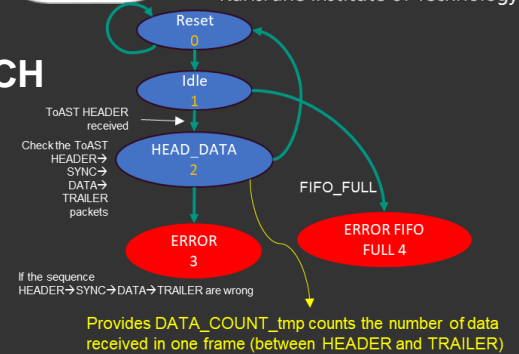 Karlsruhe Institute of Technology
Reset
0
CH
Idle
1
ToAST HEADER
received
Check the ToAST
HEADER→
SYNC→
DATA→
TRAILER
packets
HEAD_DATA
2
FIFO_FULL
ERROR
3
ERROR FIFO
FULL 4
If the sequence
HEADER→SYNC→DATA→TRAILER are wrong
Provides DATA_COUNT_tmp counts the number of data
received in one frame (between HEADER and TRAILER)